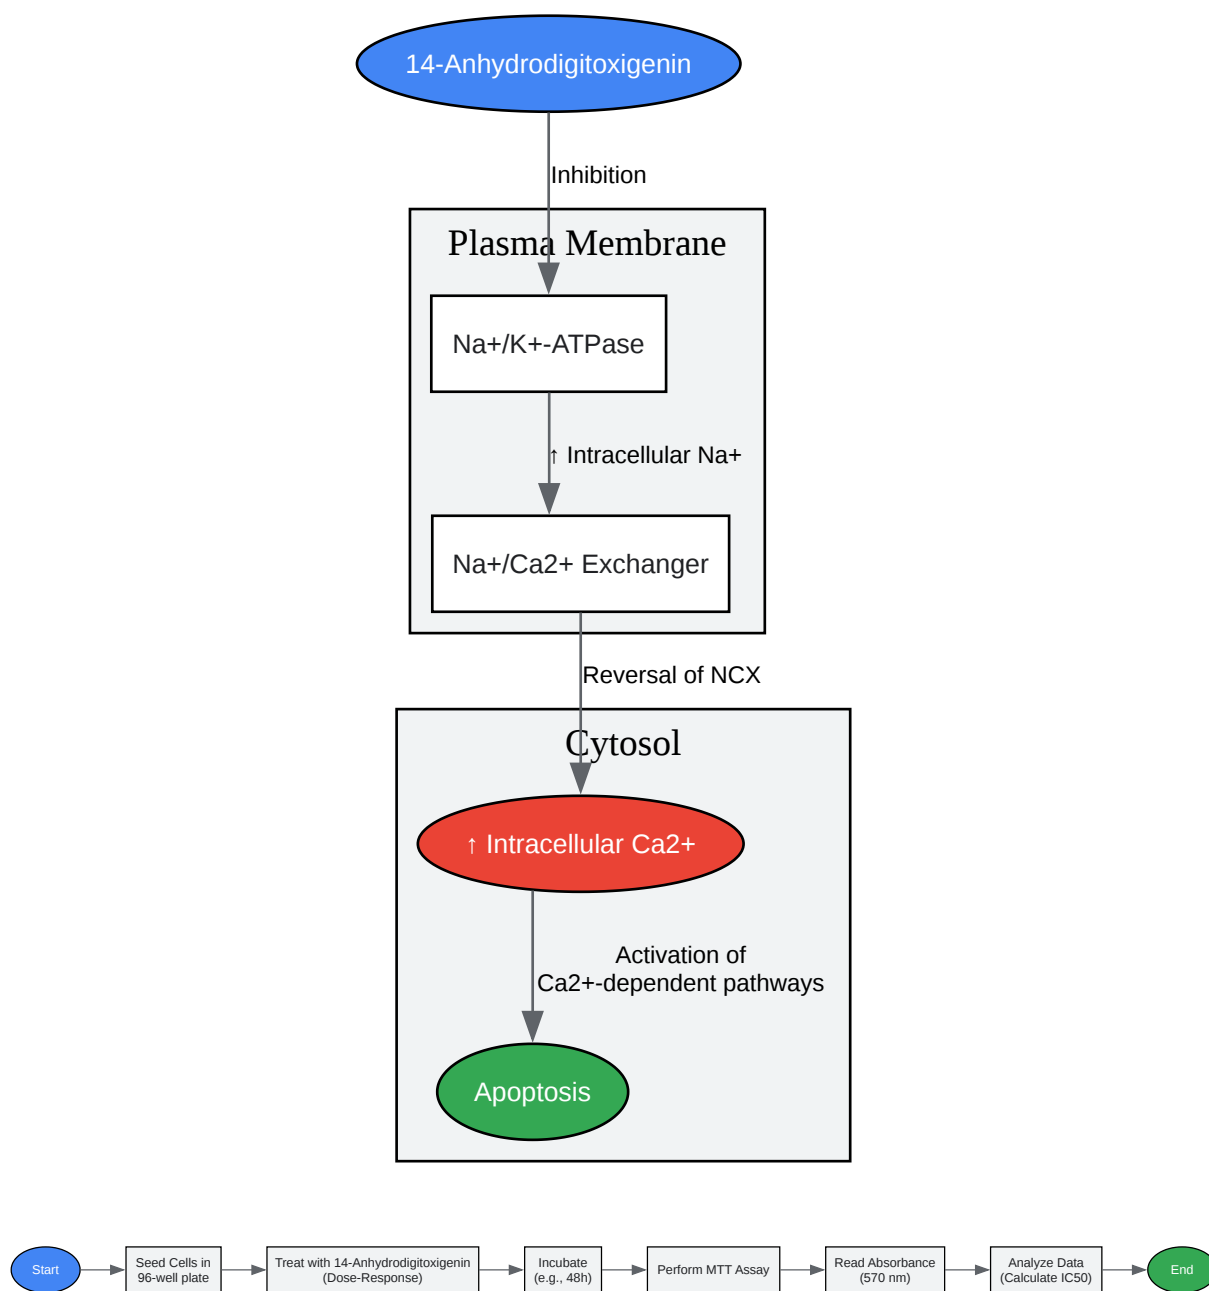 14-Anhydrodigitoxigenin
Inhibition
Plasma Membrane
Na+/K+-ATPase
↑ Intracellular Na+
Na+/Ca2+ Exchanger
Reversal of NCX
Cytosol
↑ Intracellular Ca2+
Activation of
Ca2+-dependent pathways
Apoptosis
Start
Seed Cells in
96-well plate
Treat with 14-Anhydrodigitoxigenin
(Dose-Response)
Incubate
(e.g., 48h)
Perform MTT Assay
Read Absorbance
(570 nm)
Analyze Data
(Calculate IC50)
End